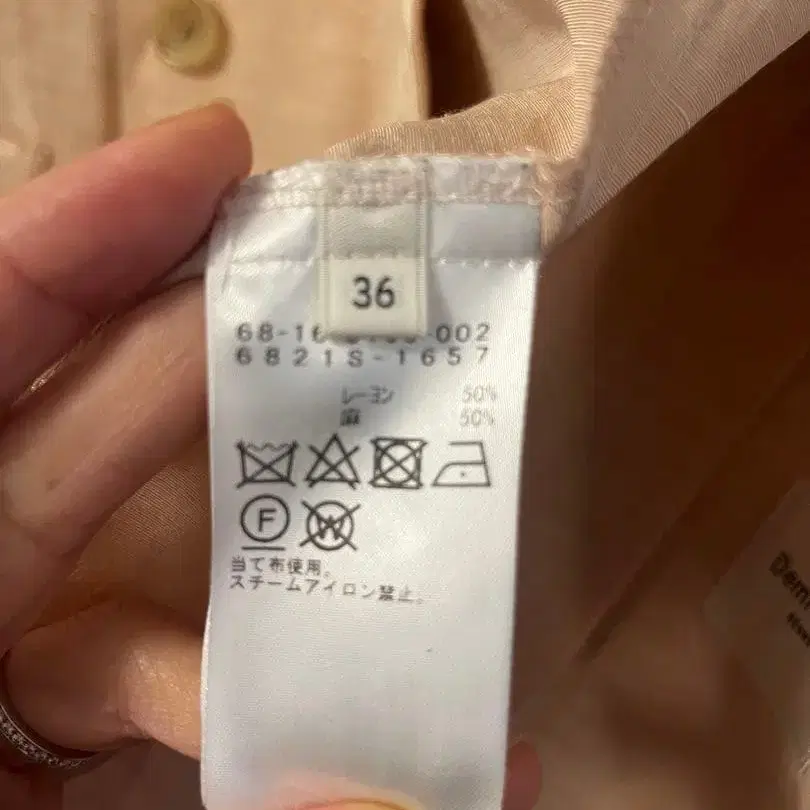 36
68-16 002
6821S-1657
レーヨン 50%
麻 50%
F
W
当て布使用。
スチームアイロン禁止。